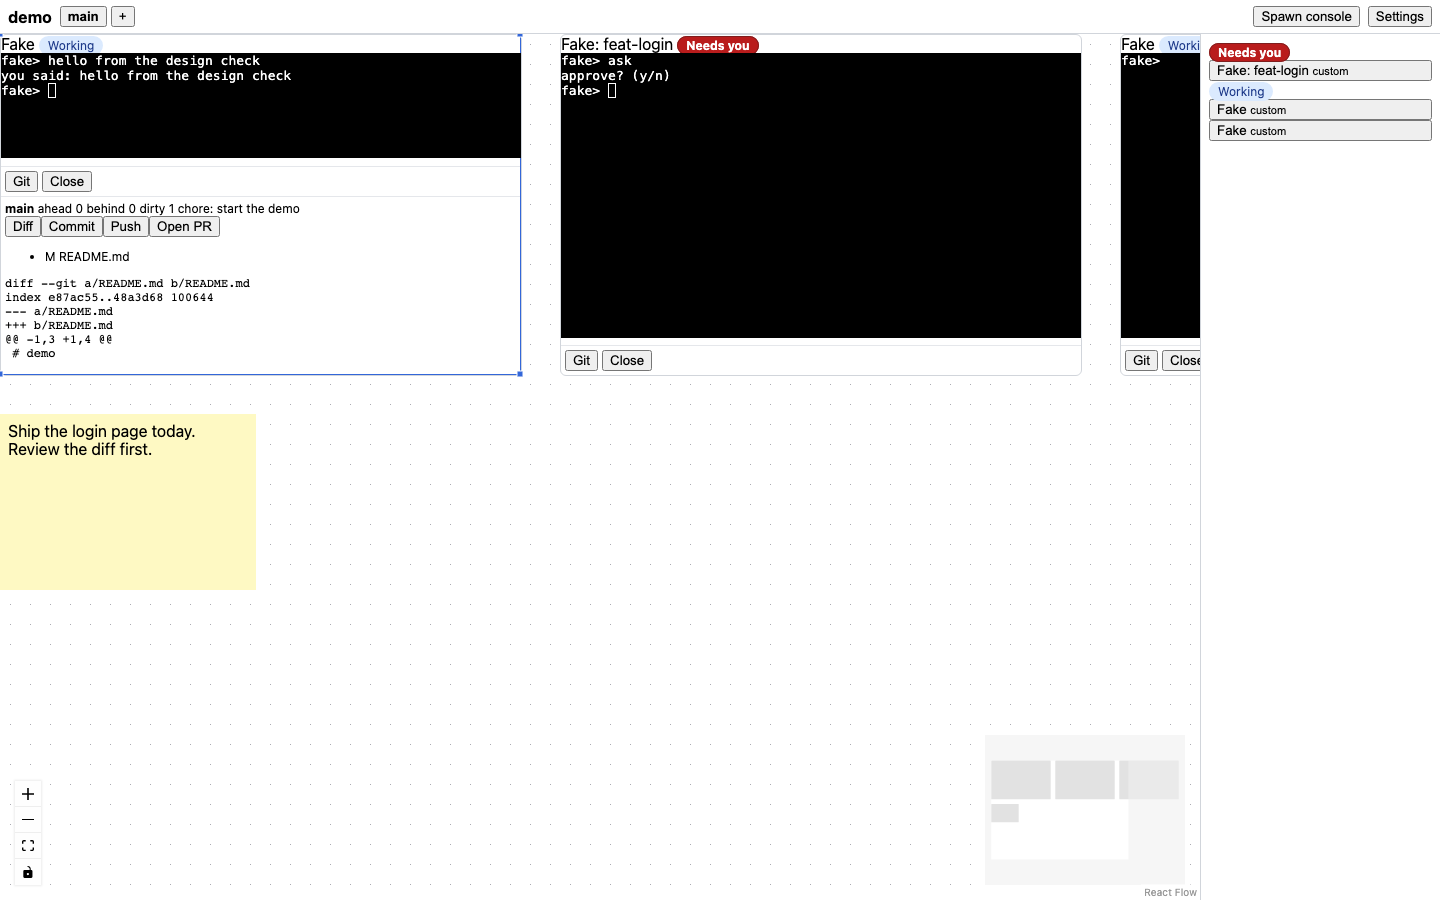 demo main + Spawn console Settings
Fake Working
fake> hello from the design check
you said: hello from the design check
fake>
Git Close
main ahead 0 behind 0 dirty 1 chore: start the demo
Diff Commit Push Open PR
• M README.md
diff --git a/README.md b/README.md
index e87ac55..48a3d68 100644
--- a/README.md
+++ b/README.md
@@ -1,3 +1,4 @@
# demo
Fake: feat-login Needs you
fake> ask
approve? (y/n)
fake>
Git Close
Fake Worki
fake>
Git Close
Needs you
Fake: feat-login custom
Working
Fake custom
Fake custom
Ship the login page today.
Review the diff first.
React Flow